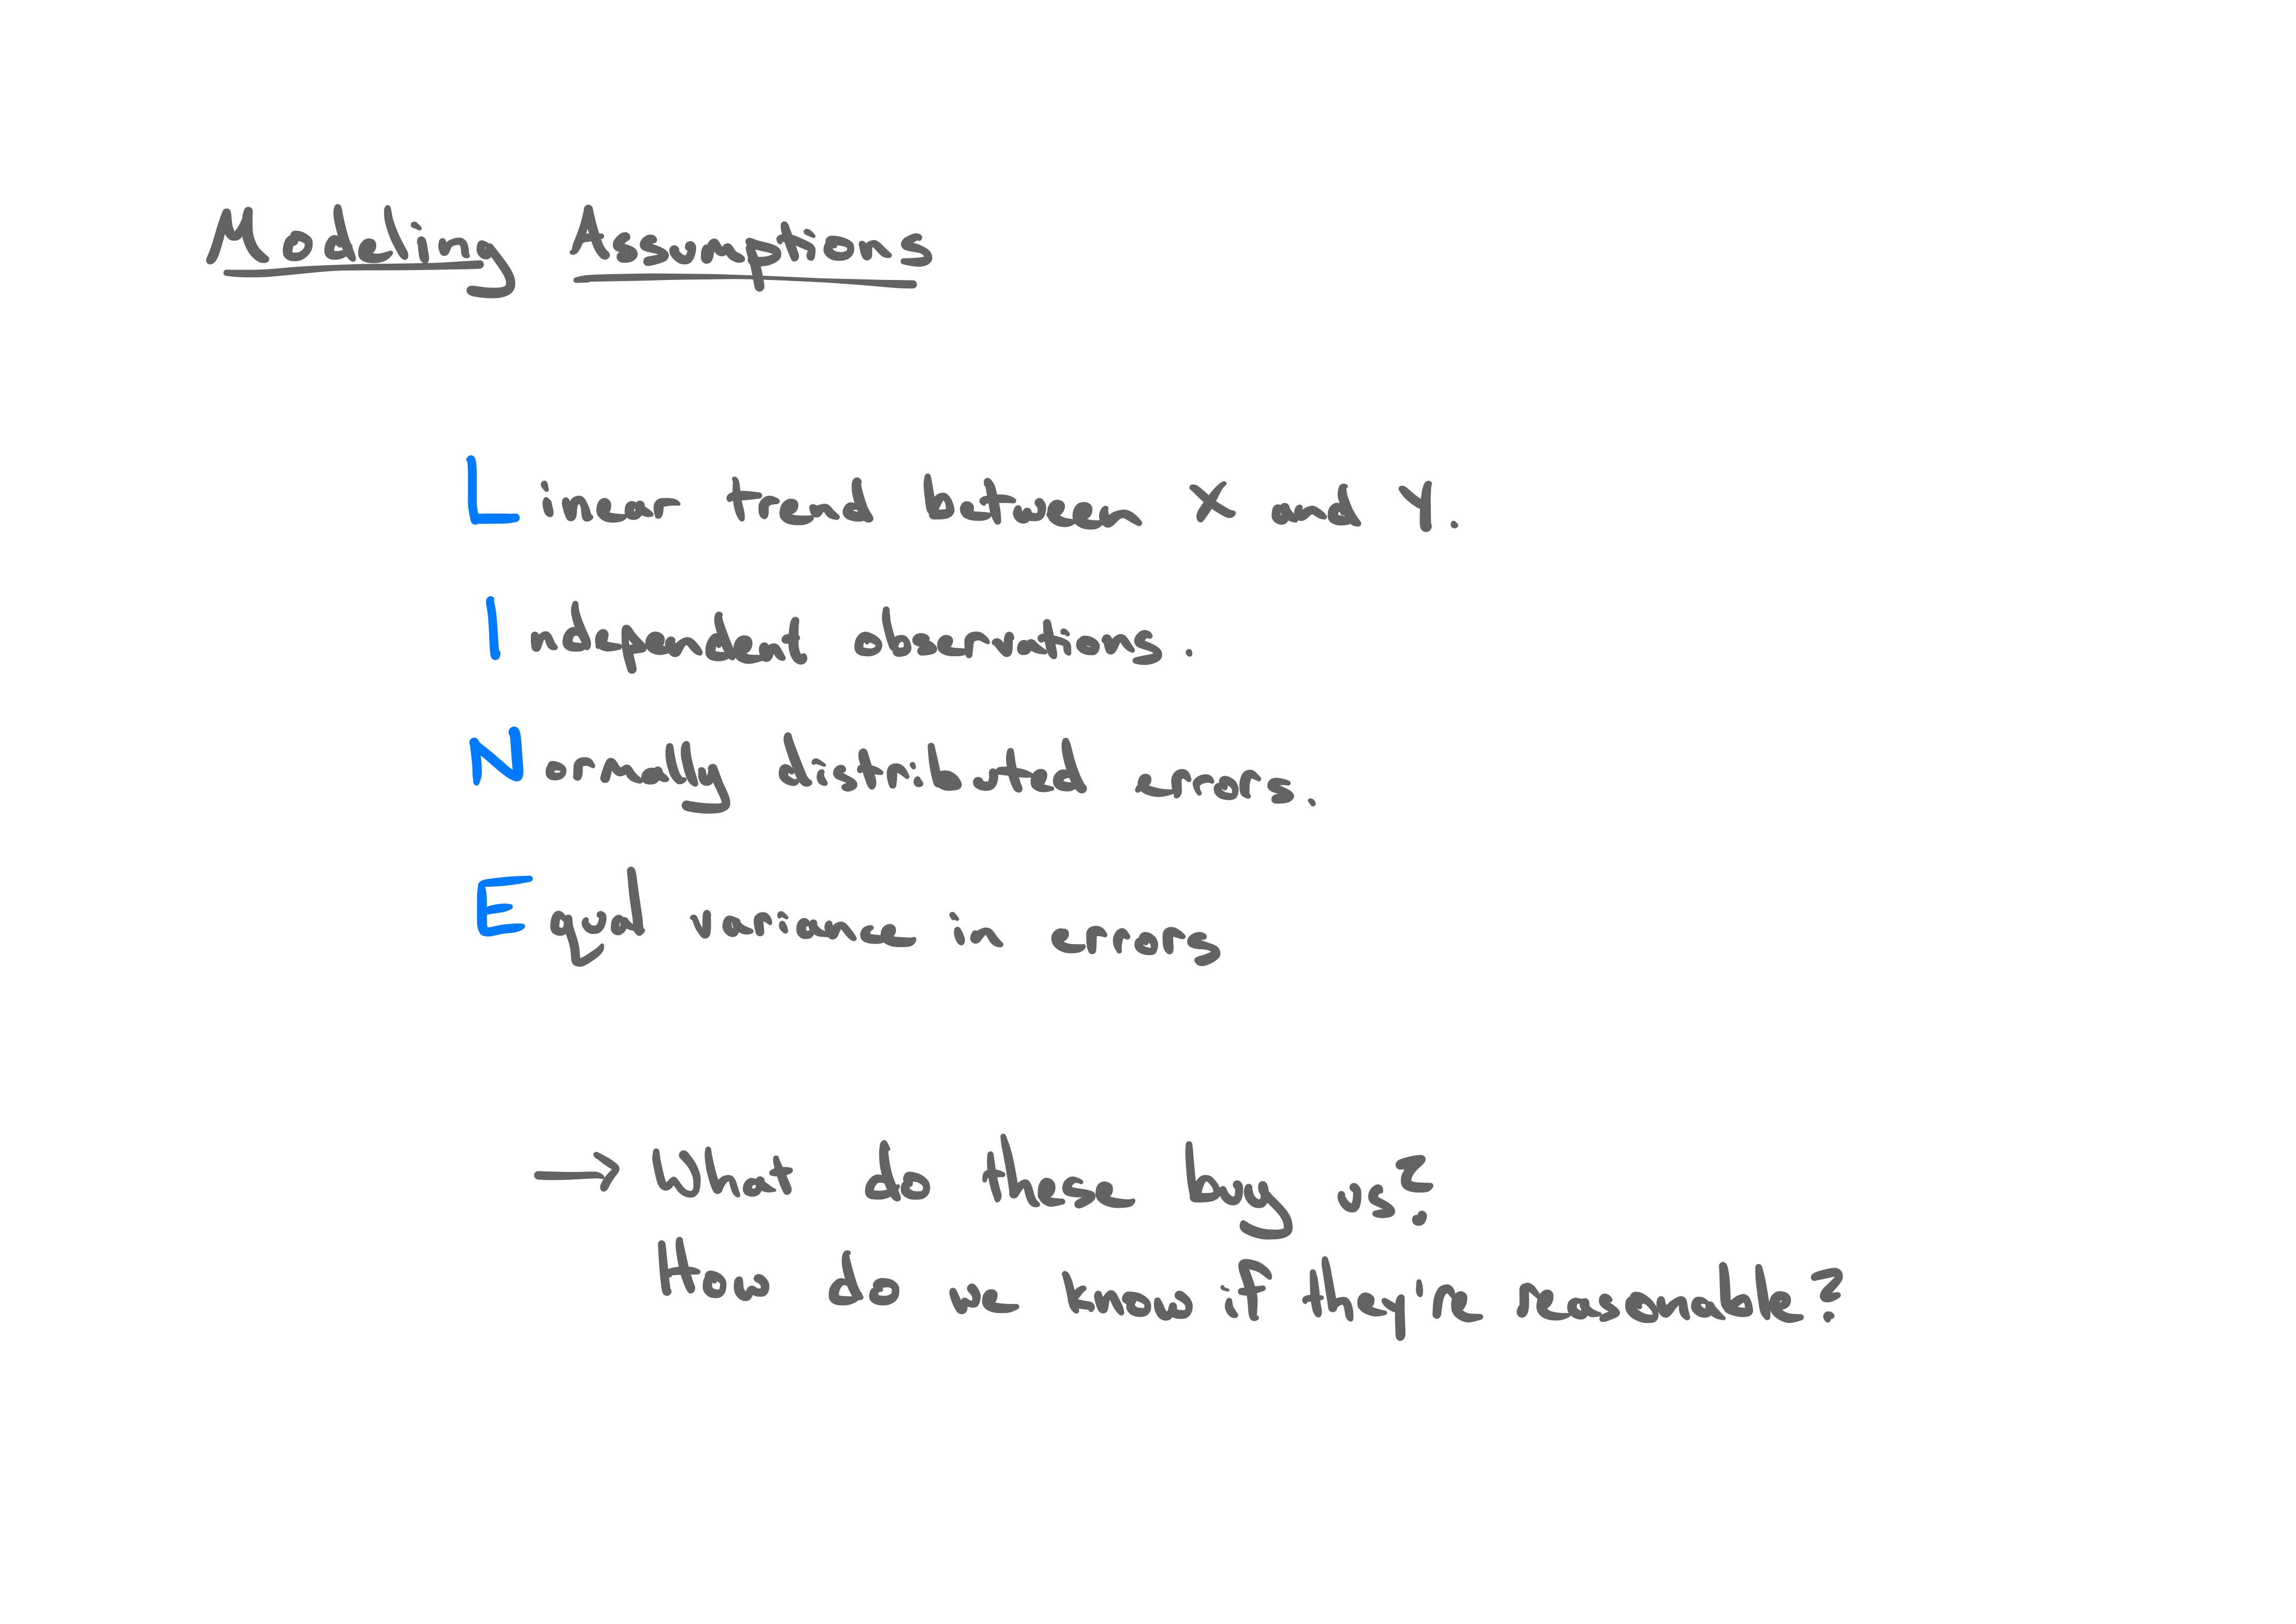 Modeling Assumptions
Linear trend between X and Y.
Independent observations.
Normally distributed errors.
Equal variance in errors
→ What do these buy us?
How do we know if they're reasonable?